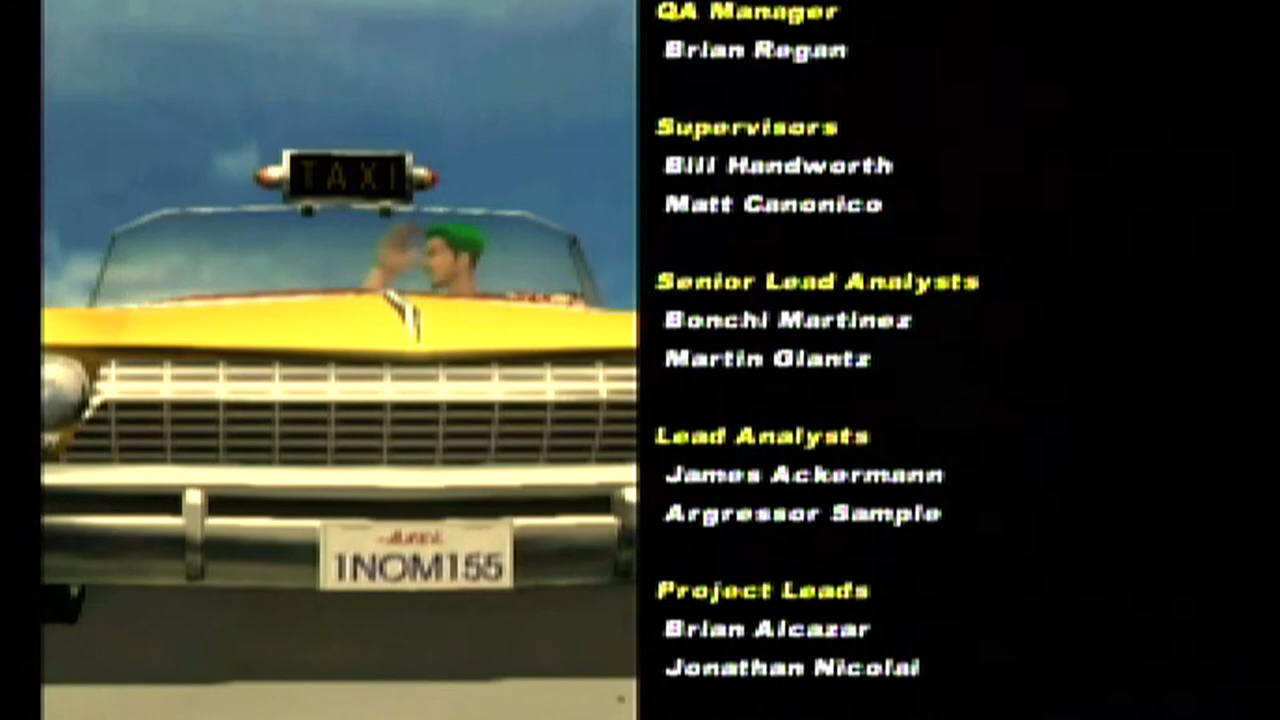 TAXI
1NOM155
QA Manager
Brian Regan
Supervisors
Bill Handworth
Matt Canonico
Senior Lead Analysts
Bonchi Martinez
Martin Glantz
Lead Analysts
James Ackermann
Argressor Sample
Project Leads
Brian Alcazar
Jonathan Nicolai